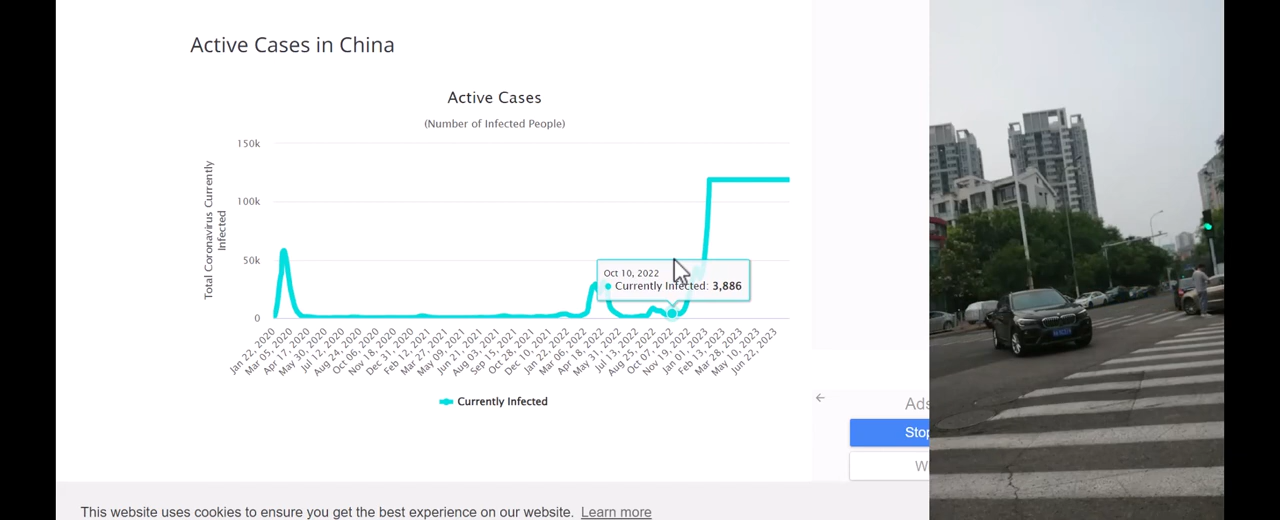 Active Cases in China
Active Cases
(Number of Infected People)
Total Coronavirus Currently
Infected
150k
100k
50k
0
Oct 10, 2022
Currently Infected: 3,886
Jan 22, 2020
Mar 05, 2020
Apr 17, 2020
May 30, 2020
Jul 12, 2020
Aug 24, 2020
Oct 06, 2020
Nov 18, 2020
Dec 31, 2020
Feb 12, 2021
Mar 27, 2021
May 09, 2021
Jun 21, 2021
Aug 03, 2021
Sep 15, 2021
Oct 28, 2021
Dec 10, 2021
Jan 22, 2022
Mar 06, 2022
Apr 18, 2022
May 31, 2022
Jul 13, 2022
Aug 25, 2022
Oct 07, 2022
Nov 19, 2022
Jan 01, 2023
Feb 13, 2023
Mar 28, 2023
May 10, 2023
Jun 22, 2023
Currently Infected
Ads
Stop
W
This website uses cookies to ensure you get the best experience on our website. Learn more